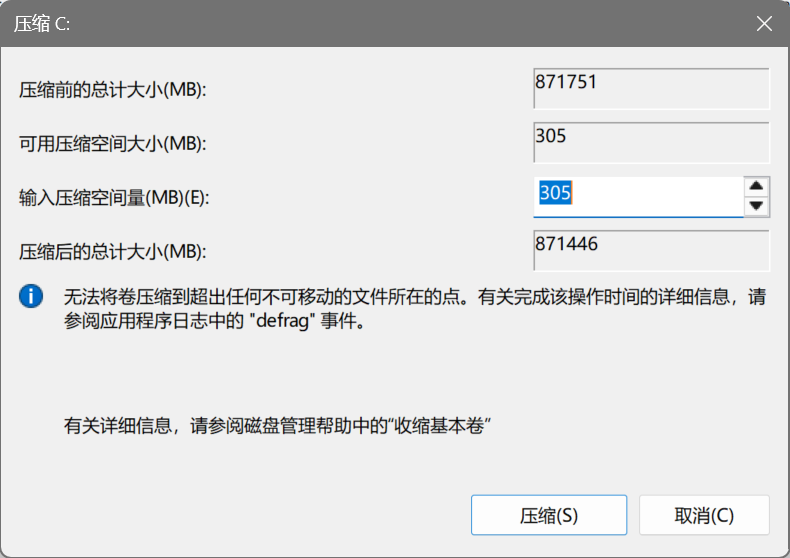 压缩 C:
压缩前的总计大小(MB): 871751
可用压缩空间大小(MB): 305
输入压缩空间量(MB)(E): 305
压缩后的总计大小(MB): 871446
无法将卷压缩到超出任何不可移动的文件所在的点。有关完成该操作时间的详细信息，请
参阅应用程序日志中的 "defrag" 事件。
有关详细信息，请参阅磁盘管理帮助中的“收缩基本卷”
压缩(S) 取消(C)